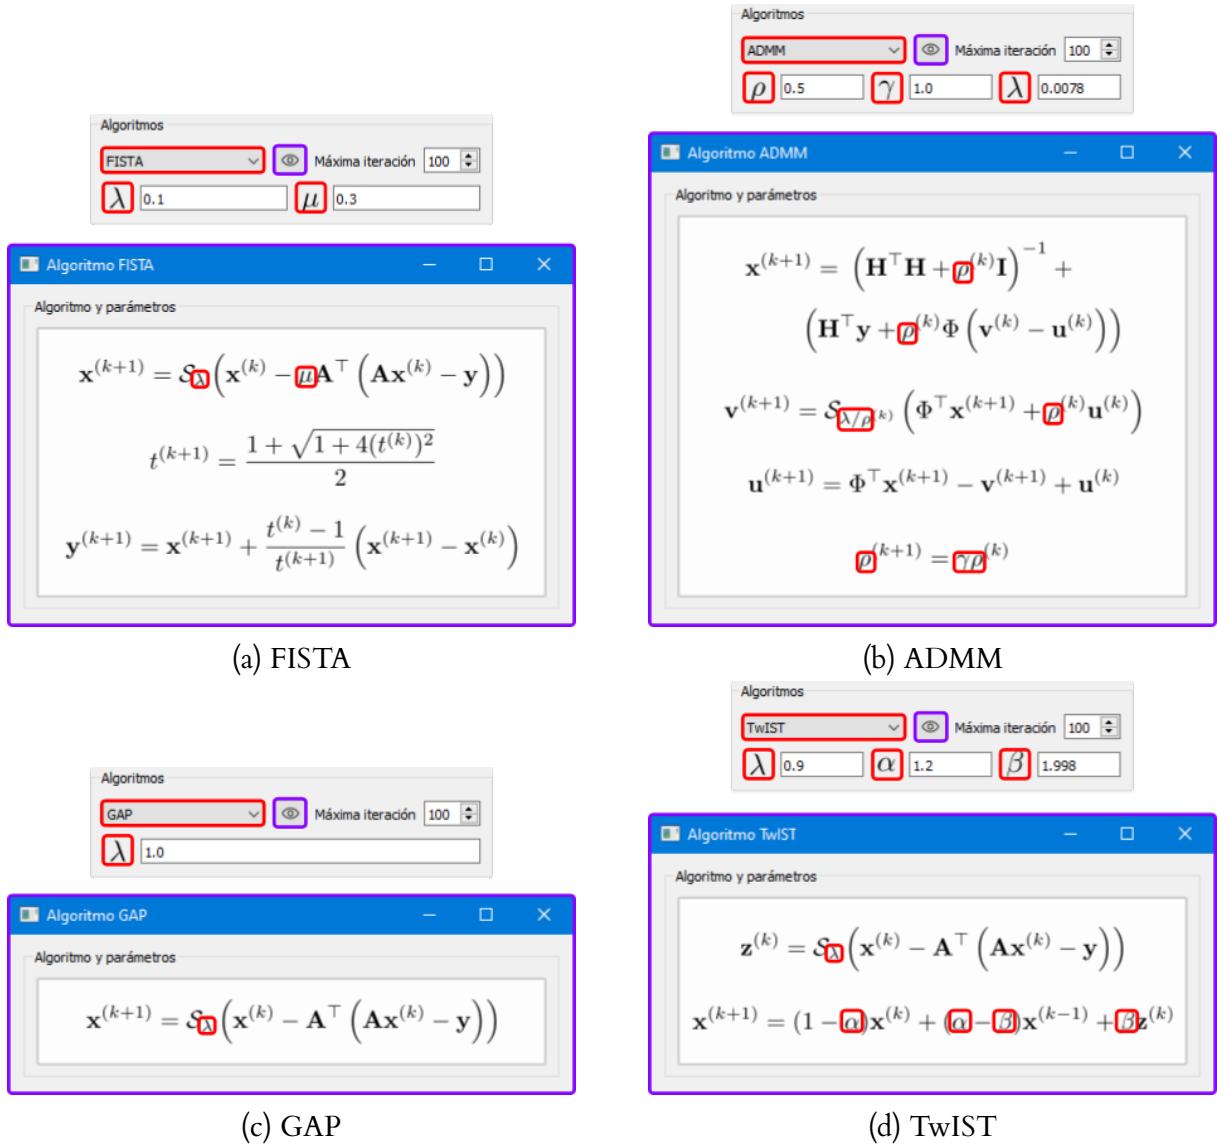 Algoritmos
FISTA Máxima iteración 100
λ 0.1 μ 0.3
Algoritmo FISTA
Algoritmo y parámetros
x^(k+1) = S_λ (x^(k) − μA^⊤ (Ax^(k) − y))
t^(k+1) = (1 + √(1 + 4(t^(k))^2)) / 2
y^(k+1) = x^(k+1) + (t^(k) − 1) / t^(k+1) (x^(k+1) − x^(k))
(a) FISTA
Algoritmos
ADMM Máxima iteración 100
ρ 0.5 γ 1.0 λ 0.0078
Algoritmo ADMM
Algoritmo y parámetros
x^(k+1) = (H^⊤H + ρ^(k)I)^−1 +
(H^⊤y + ρ^(k)Φ (v^(k) − u^(k)))
v^(k+1) = S_λ/ρ^(k) (Φ^⊤x^(k+1) + ρ^(k)u^(k))
u^(k+1) = Φ^⊤x^(k+1) − v^(k+1) + u^(k)
ρ^(k+1) = γρ^(k)
(b) ADMM
Algoritmos
GAP Máxima iteración 100
λ 1.0
Algoritmo GAP
Algoritmo y parámetros
x^(k+1) = S_λ (x^(k) − A^⊤ (Ax^(k) − y))
(c) GAP
Algoritmos
TwIST Máxima iteración 100
λ 0.9 α 1.2 β 1.998
Algoritmo TwIST
Algoritmo y parámetros
z^(k) = S_λ (x^(k) − A^⊤ (Ax^(k) − y))
x^(k+1) = (1 − α)x^(k) + (α − β)x^(k−1) + βz^(k)
(d) TwIST